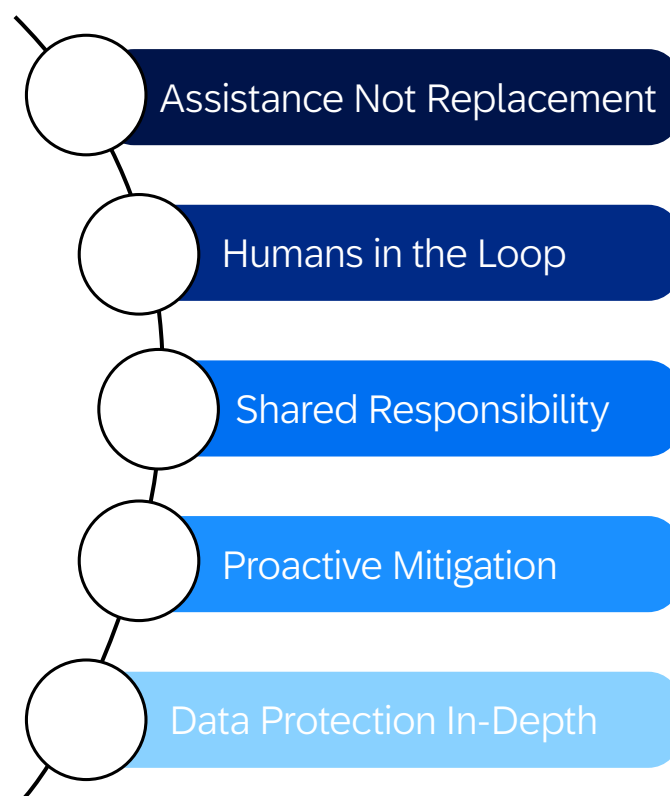 Assistance Not Replacement
Humans in the Loop
Shared Responsibility
Proactive Mitigation
Data Protection In-Depth